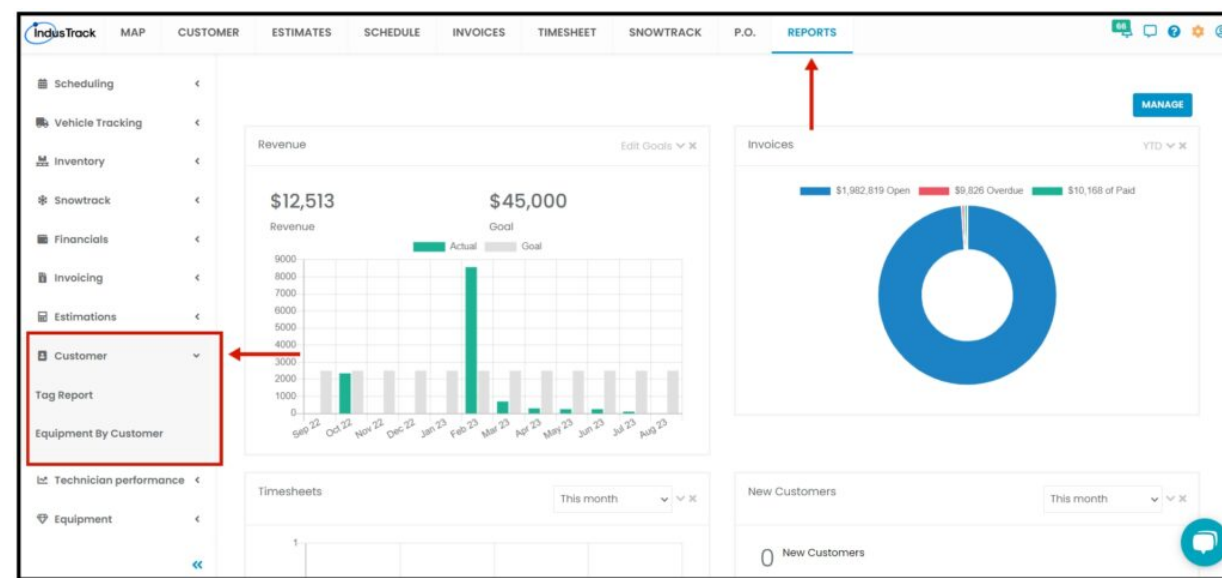 IndusTrack MAP CUSTOMER ESTIMATES SCHEDULE INVOICES TIMESHEET SNOWTRACK P.O. REPORTS 66
Scheduling
Vehicle Tracking
Inventory
Snowtrack
Financials
Invoicing
Estimations
Customer
Tag Report
Equipment By Customer
Technician performance
Equipment
MANAGE
Revenue Edit Goals
$12,513 $45,000
Revenue Goal
Actual Goal
9000
8000
7000
6000
5000
4000
3000
2000
1000
0
Sep 22 Oct 22 Nov 22 Dec 22 Jan 23 Feb 23 Mar 23 Apr 23 May 23 Jun 23 Jul 23 Aug 23
Invoices YTD
$1,982,819 Open $9,826 Overdue $10,168 of Paid
Timesheets This month
1
New Customers This month
0 New Customers